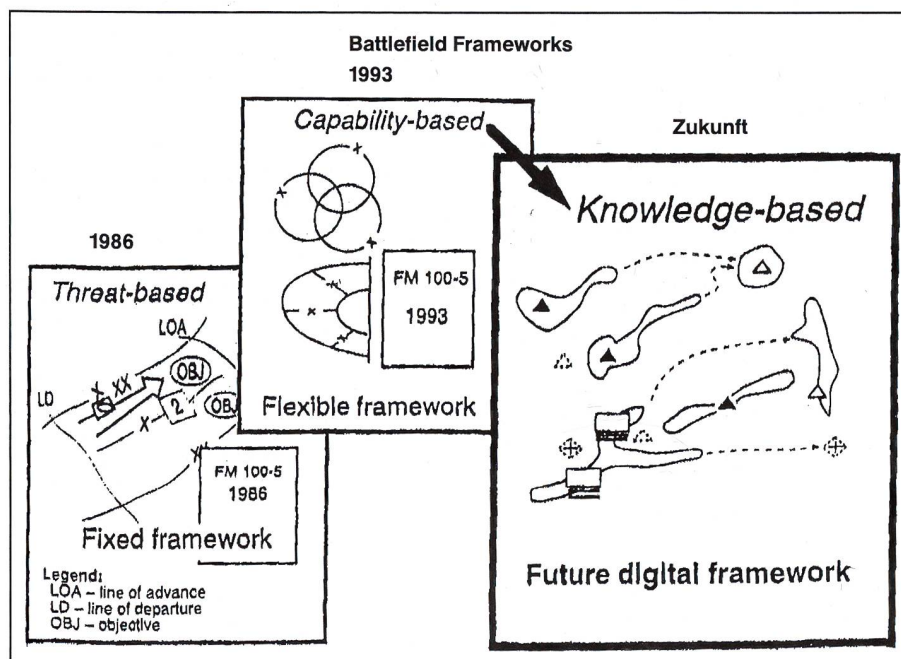 Battlefield Frameworks
1993
Capability-based
FM 100-5
1993
Flexible framework
Zukunft
Knowledge-based
Future digital framework
1986
Threat-based
LOA
LD
X
XX
OBJ
2
OBJ
X
FM 100-5
1986
Fixed framework
Legend:
LOA – line of advance
LD – line of departure
OBJ – objective